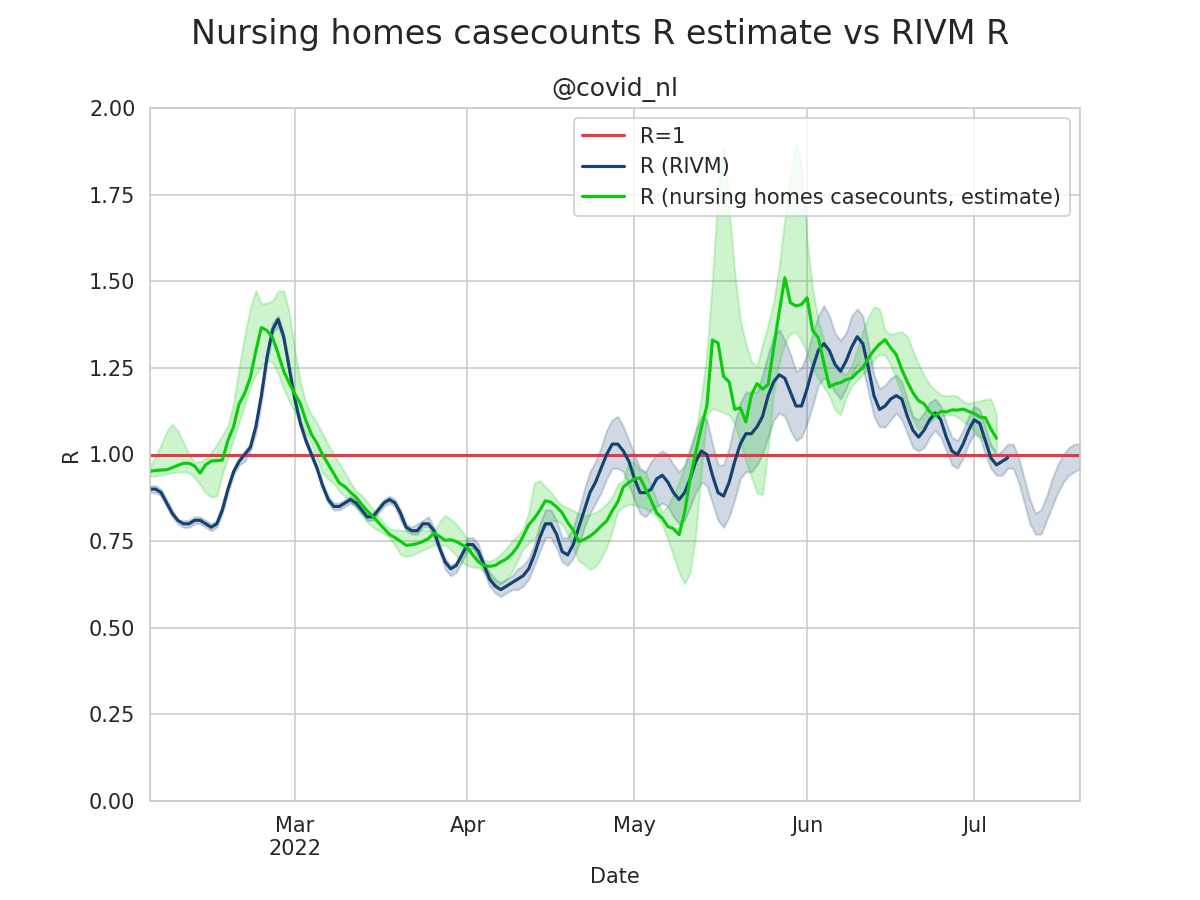 Nursing homes casecounts R estimate vs RIVM R
@covid_nl
R=1
R (RIVM)
R (nursing homes casecounts, estimate)
2.00
1.75
1.50
1.25
1.00
0.75
0.50
0.25
0.00
R
Mar
2022
Apr
May
Jun
Jul
Date